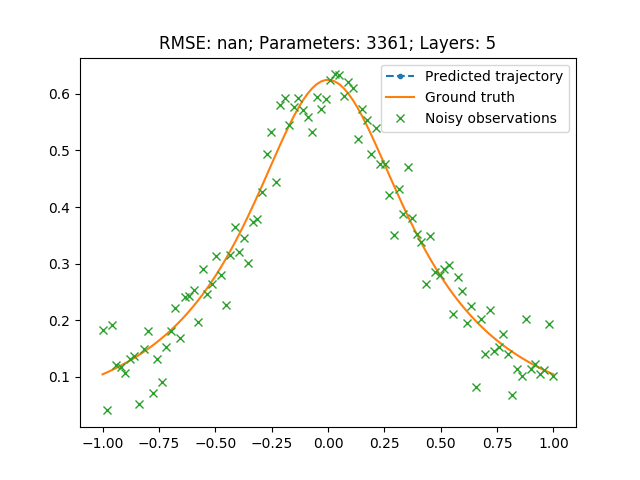 RMSE: nan; Parameters: 3361; Layers: 5
Predicted trajectory
Ground truth
Noisy observations
0.6
0.5
0.4
0.3
0.2
0.1
−1.00 −0.75 −0.50 −0.25 0.00 0.25 0.50 0.75 1.00